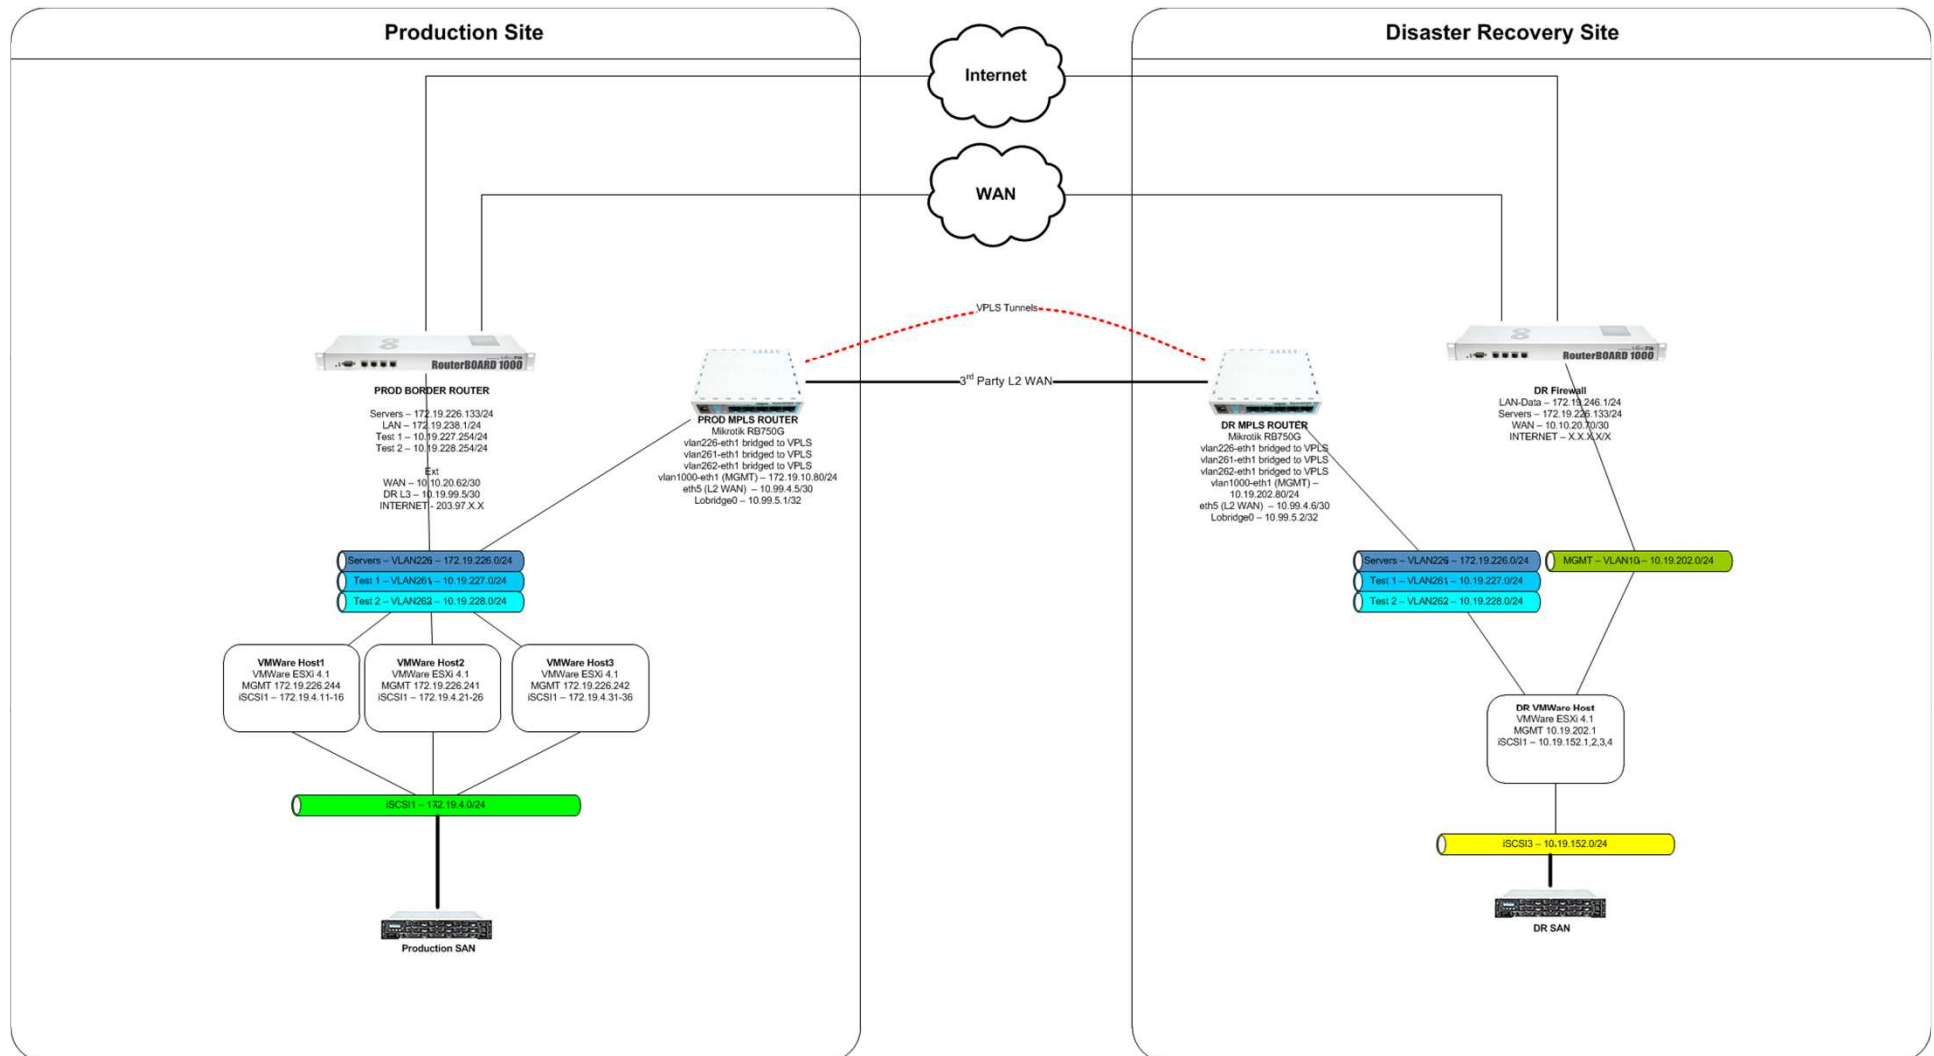 Production Site
Disaster Recovery Site
Internet
WAN
VPLS Tunnels
3rd Party L2 WAN
RouterBOARD 1000
PROD BORDER ROUTER
Servers – 172.19.226.133/24
LAN – 172.19.238.1/24
Test 1 – 10.19.227.254/24
Test 2 – 10.19.228.254/24
Ext
WAN – 10.10.20.62/30
DR L3 – 10.19.99.5/30
INTERNET - 203.97.X.X
PROD MPLS ROUTER
Mikrotik RB750G
vlan226-eth1 bridged to VPLS
vlan261-eth1 bridged to VPLS
vlan262-eth1 bridged to VPLS
vlan1000-eth1 (MGMT) – 172.19.10.80/24
eth5 (L2 WAN) – 10.99.4.5/30
Lobridge0 – 10.99.5.1/32
DR MPLS ROUTER
Mikrotik RB750G
vlan226-eth1 bridged to VPLS
vlan261-eth1 bridged to VPLS
vlan262-eth1 bridged to VPLS
vlan1000-eth1 (MGMT) –
10.19.202.80/24
eth5 (L2 WAN) – 10.99.4.6/30
Lobridge0 – 10.99.5.2/32
RouterBOARD 1000
DR Firewall
LAN-Data – 172.19.246.1/24
Servers – 172.19.226.133/24
WAN – 10.10.20.70/30
INTERNET – X.X.X.X/X
Servers – VLAN226 – 172.19.226.0/24
Test 1 – VLAN261 – 10.19.227.0/24
Test 2 – VLAN262 – 10.19.228.0/24
Servers – VLAN226 – 172.19.226.0/24
Test 1 – VLAN261 – 10.19.227.0/24
Test 2 – VLAN262 – 10.19.228.0/24
MGMT – VLAN10 – 10.19.202.0/24
VMWare Host1
VMWare ESXi 4.1
MGMT 172.19.226.244
iSCSI1 – 172.19.4.11-16
VMWare Host2
VMWare ESXi 4.1
MGMT 172.19.226.241
iSCSI1 – 172.19.4.21-26
VMWare Host3
VMWare ESXi 4.1
MGMT 172.19.226.242
iSCSI1 – 172.19.4.31-36
DR VMWare Host
VMWare ESXi 4.1
MGMT 10.19.202.1
iSCSI1 – 10.19.152.1,2,3,4
iSCSI1 – 172.19.4.0/24
iSCSI3 – 10.19.152.0/24
Production SAN
DR SAN